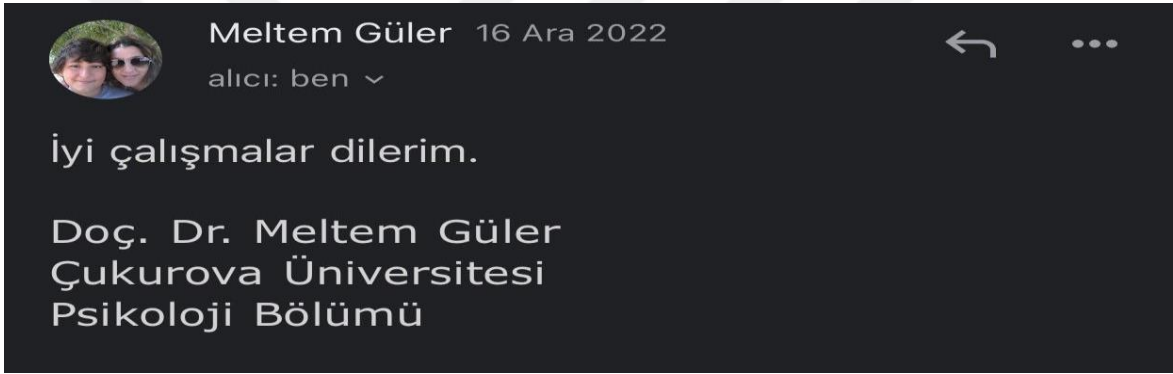 Meltem Güler 16 Ara 2022
alıcı: ben
İyi çalışmalar dilerim.
Doç. Dr. Meltem Güler
Çukurova Üniversitesi
Psikoloji Bölümü